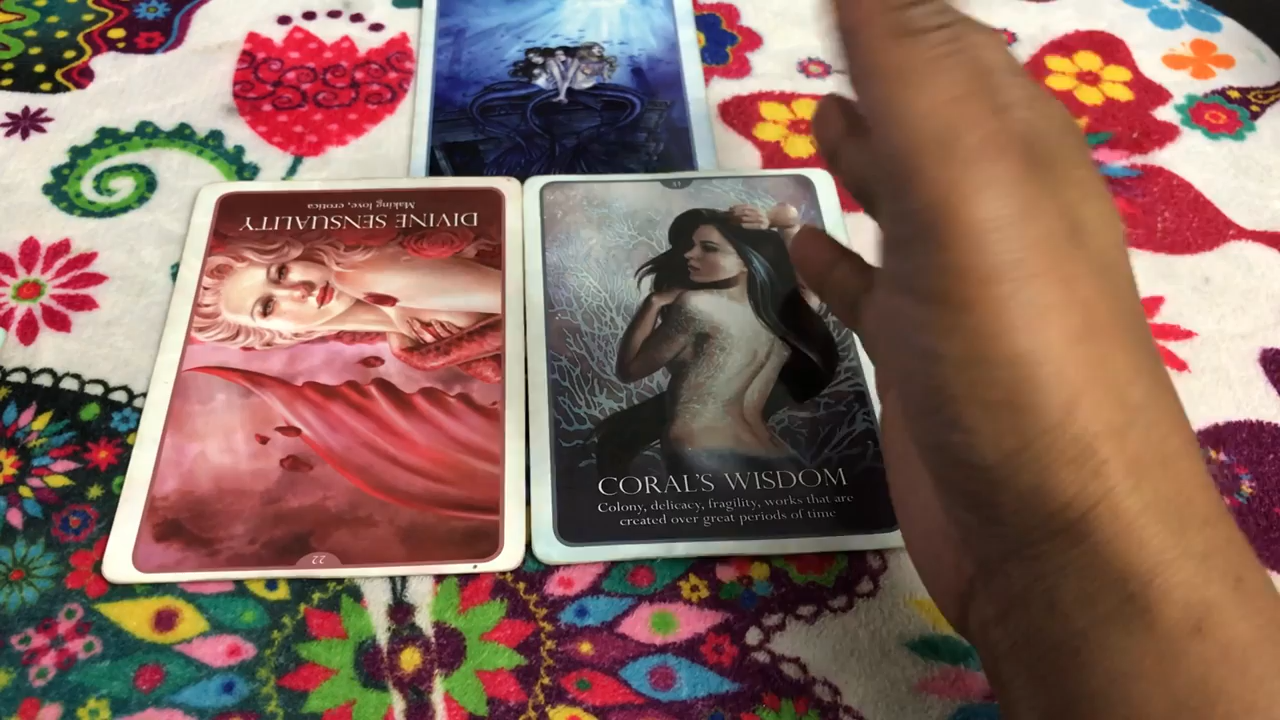 DIVINE SENSUALITY
Making love, erotica
22
51
CORAL'S WISDOM
Colony, delicacy, fragility, works that are
created over great periods of time